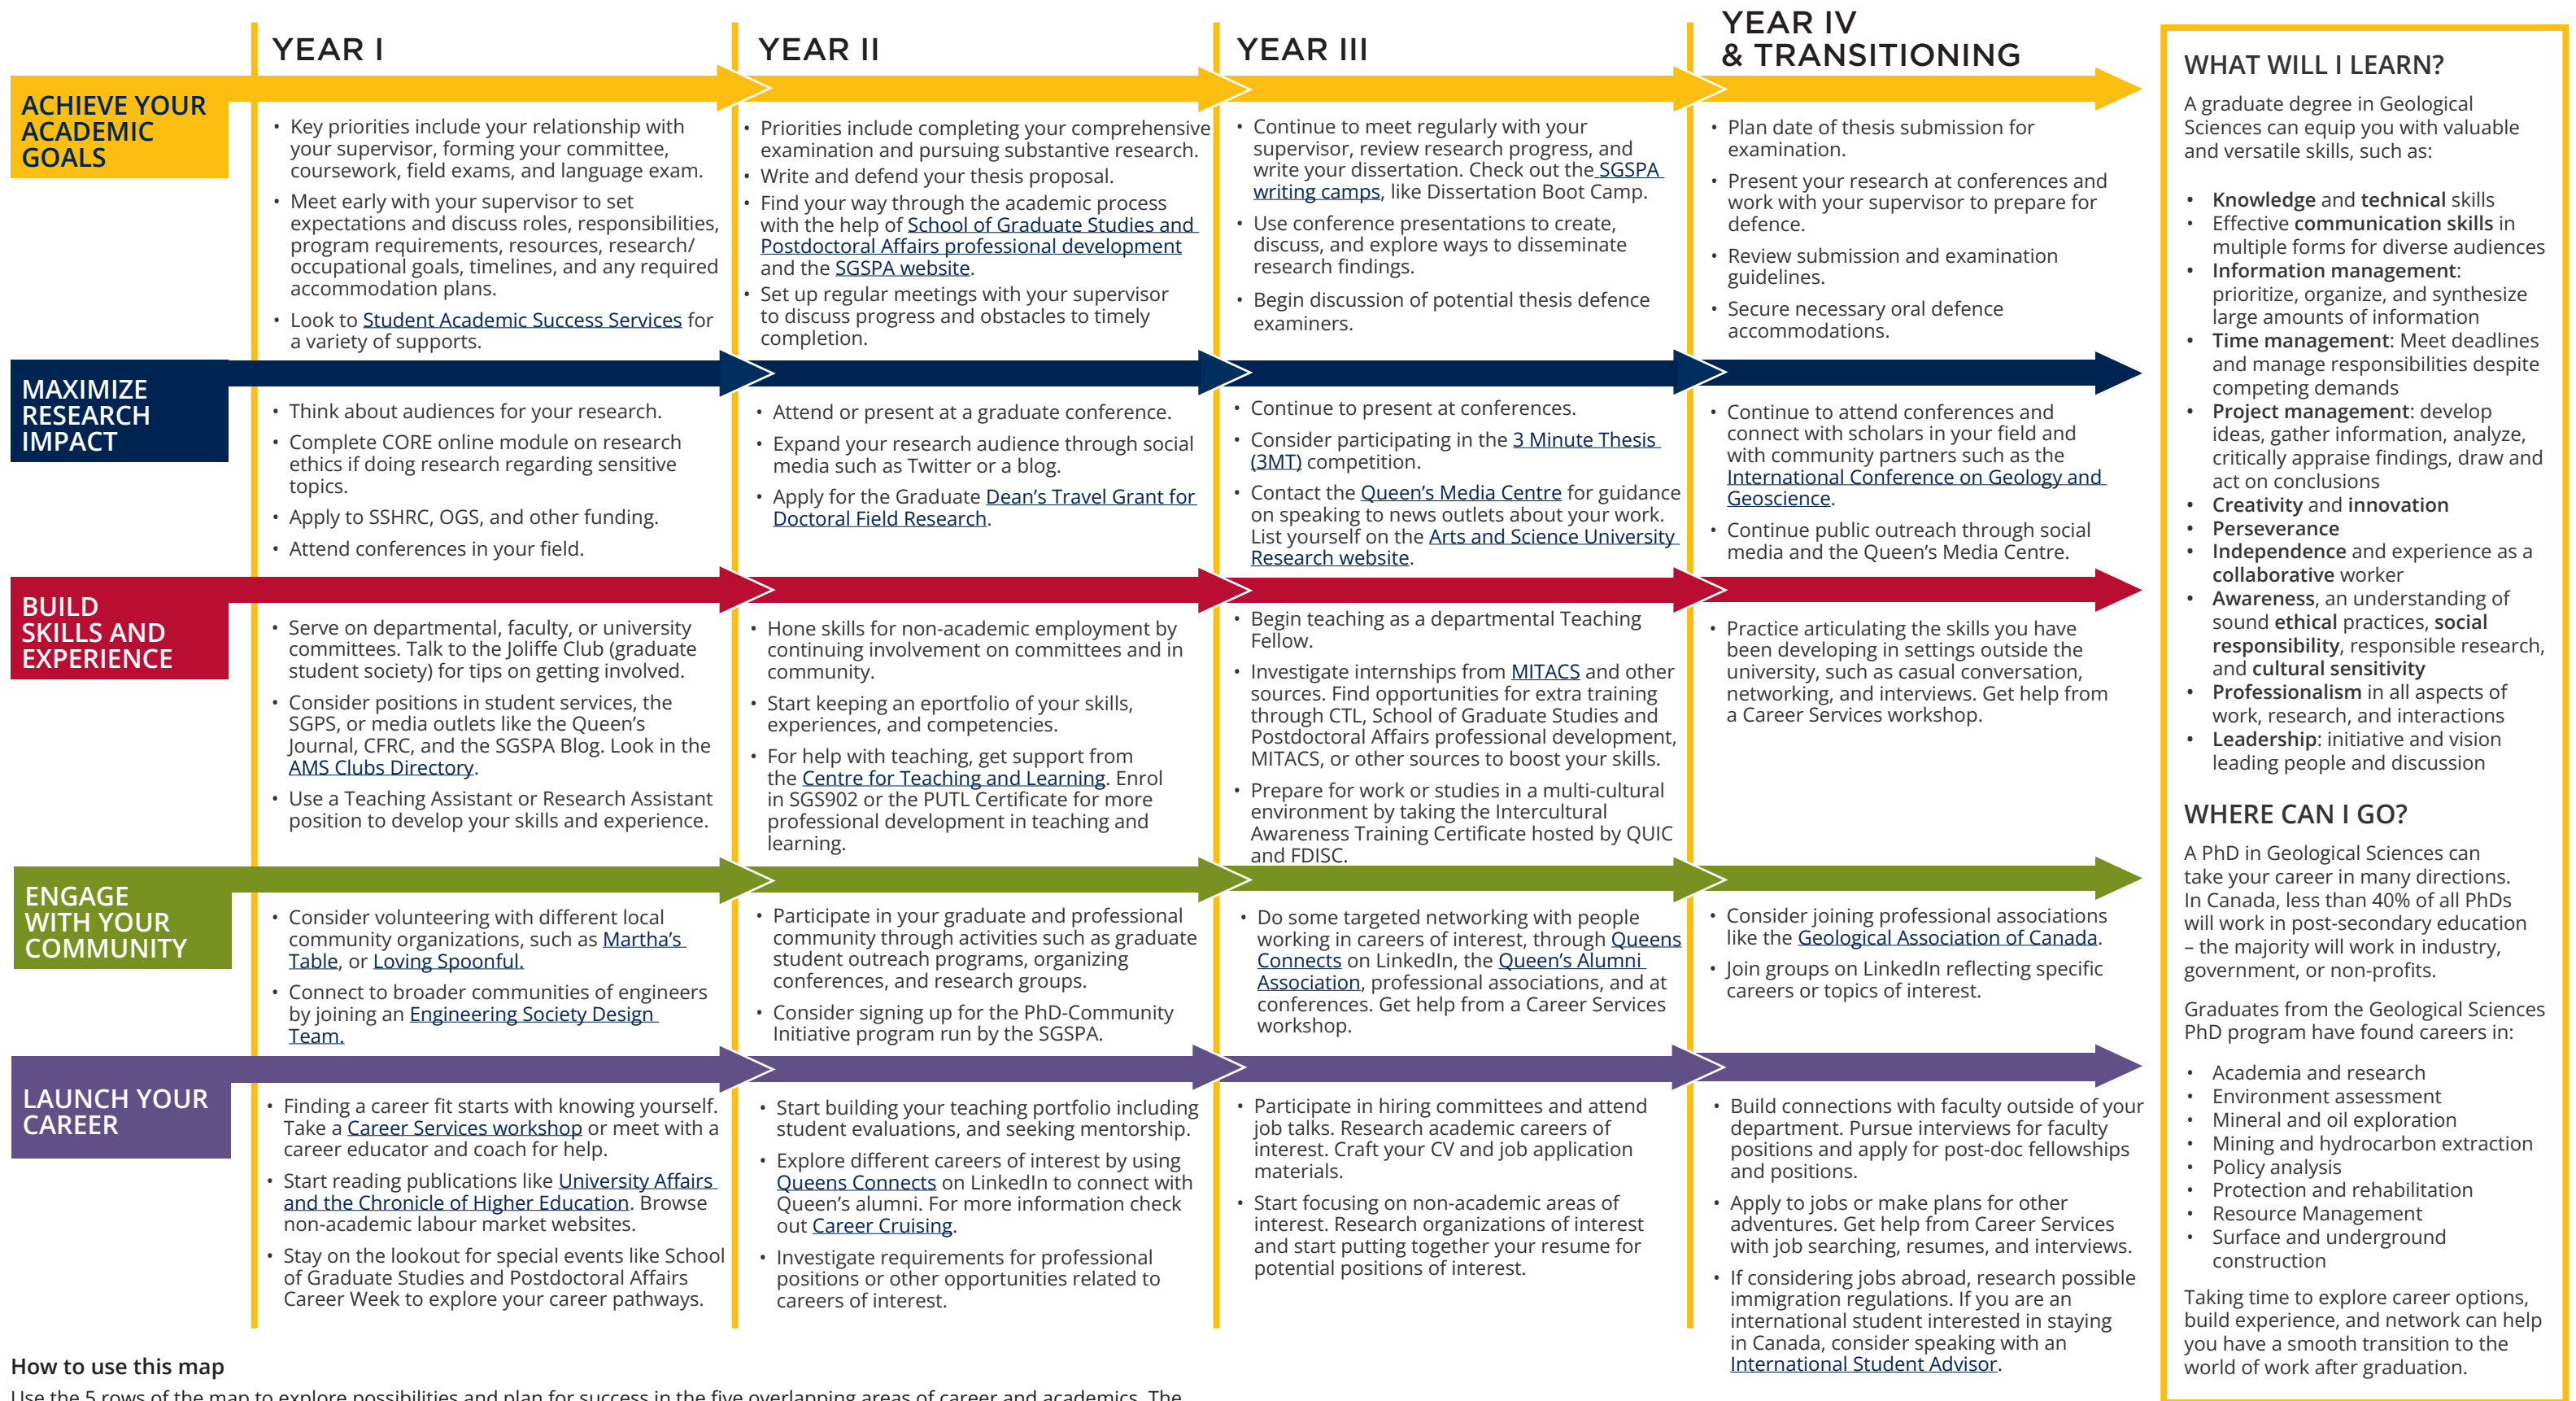 YEAR I
YEAR II
YEAR III
YEAR IV
& TRANSITIONING
ACHIEVE YOUR
ACADEMIC
GOALS
• Key priorities include your relationship with
your supervisor, forming your committee,
coursework, field exams, and language exam.
• Meet early with your supervisor to set
expectations and discuss roles, responsibilities,
program requirements, resources, research/
occupational goals, timelines, and any required
accommodation plans.
• Look to Student Academic Success Services for
a variety of supports.
• Priorities include completing your comprehensive
examination and pursuing substantive research.
• Write and defend your thesis proposal.
• Find your way through the academic process
with the help of School of Graduate Studies and
Postdoctoral Affairs professional development
and the SGSPA website.
• Set up regular meetings with your supervisor
to discuss progress and obstacles to timely
completion.
• Continue to meet regularly with your
supervisor, review research progress, and
write your dissertation. Check out the SGSPA
writing camps, like Dissertation Boot Camp.
• Use conference presentations to create,
discuss, and explore ways to disseminate
research findings.
• Begin discussion of potential thesis defence
examiners.
• Plan date of thesis submission for
examination.
• Present your research at conferences and
work with your supervisor to prepare for
defence.
• Review submission and examination
guidelines.
• Secure necessary oral defence
accommodations.
MAXIMIZE
RESEARCH
IMPACT
• Think about audiences for your research.
• Complete CORE online module on research
ethics if doing research regarding sensitive
topics.
• Apply to SSHRC, OGS, and other funding.
• Attend conferences in your field.
• Attend or present at a graduate conference.
• Expand your research audience through social
media such as Twitter or a blog.
• Apply for the Graduate Dean's Travel Grant for
Doctoral Field Research.
• Continue to present at conferences.
• Consider participating in the 3 Minute Thesis
(3MT) competition.
• Contact the Queen's Media Centre for guidance
on speaking to news outlets about your work.
List yourself on the Arts and Science University
Research website.
• Continue to attend conferences and
connect with scholars in your field and
with community partners such as the
International Conference on Geology and
Geoscience.
• Continue public outreach through social
media and the Queen's Media Centre.
BUILD
SKILLS AND
EXPERIENCE
• Serve on departmental, faculty, or university
committees. Talk to the Joliffe Club (graduate
student society) for tips on getting involved.
• Consider positions in student services, the
SGPS, or media outlets like the Queen's
Journal, CFRC, and the SGSPA Blog. Look in the
AMS Clubs Directory.
• Use a Teaching Assistant or Research Assistant
position to develop your skills and experience.
• Hone skills for non-academic employment by
continuing involvement on committees and in
community.
• Start keeping an eportfolio of your skills,
experiences, and competencies.
• For help with teaching, get support from
the Centre for Teaching and Learning. Enrol
in SGS902 or the PUTL Certificate for more
professional development in teaching and
learning.
• Begin teaching as a departmental Teaching
Fellow.
• Investigate internships from MITACS and other
sources. Find opportunities for extra training
through CTL, School of Graduate Studies and
Postdoctoral Affairs professional development,
MITACS, or other sources to boost your skills.
• Prepare for work or studies in a multi-cultural
environment by taking the Intercultural
Awareness Training Certificate hosted by QUIC
and FDISC.
• Practice articulating the skills you have
been developing in settings outside the
university, such as casual conversation,
networking, and interviews. Get help from
a Career Services workshop.
ENGAGE
WITH YOUR
COMMUNITY
• Consider volunteering with different local
community organizations, such as Martha's
Table, or Loving Spoonful.
• Connect to broader communities of engineers
by joining an Engineering Society Design
Team.
• Participate in your graduate and professional
community through activities such as graduate
student outreach programs, organizing
conferences, and research groups.
• Consider signing up for the PhD-Community
Initiative program run by the SGSPA.
• Do some targeted networking with people
working in careers of interest, through Queens
Connects on LinkedIn, the Queen's Alumni
Association, professional associations, and at
conferences. Get help from a Career Services
workshop.
• Consider joining professional associations
like the Geological Association of Canada.
• Join groups on LinkedIn reflecting specific
careers or topics of interest.
LAUNCH YOUR
CAREER
• Finding a career fit starts with knowing yourself.
Take a Career Services workshop or meet with a
career educator and coach for help.
• Start reading publications like University Affairs
and the Chronicle of Higher Education. Browse
non-academic labour market websites.
• Stay on the lookout for special events like School
of Graduate Studies and Postdoctoral Affairs
Career Week to explore your career pathways.
• Start building your teaching portfolio including
student evaluations, and seeking mentorship.
• Explore different careers of interest by using
Queens Connects on LinkedIn to connect with
Queen's alumni. For more information check
out Career Cruising.
• Investigate requirements for professional
positions or other opportunities related to
careers of interest.
• Participate in hiring committees and attend
job talks. Research academic careers of
interest. Craft your CV and job application
materials.
• Start focusing on non-academic areas of
interest. Research organizations of interest
and start putting together your resume for
potential positions of interest.
• Build connections with faculty outside of your
department. Pursue interviews for faculty
positions and apply for post-doc fellowships
and positions.
• Apply to jobs or make plans for other
adventures. Get help from Career Services
with job searching, resumes, and interviews.
• If considering jobs abroad, research possible
immigration regulations. If you are an
international student interested in staying
in Canada, consider speaking with an
International Student Advisor.
WHAT WILL I LEARN?
A graduate degree in Geological
Sciences can equip you with valuable
and versatile skills, such as:
• Knowledge and technical skills
• Effective communication skills in
multiple forms for diverse audiences
• Information management:
prioritize, organize, and synthesize
large amounts of information
• Time management: Meet deadlines
and manage responsibilities despite
competing demands
• Project management: develop
ideas, gather information, analyze,
critically appraise findings, draw and
act on conclusions
• Creativity and innovation
• Perseverance
• Independence and experience as a
collaborative worker
• Awareness, an understanding of
sound ethical practices, social
responsibility, responsible research,
and cultural sensitivity
• Professionalism in all aspects of
work, research, and interactions
• Leadership: initiative and vision
leading people and discussion
WHERE CAN I GO?
A PhD in Geological Sciences can
take your career in many directions.
In Canada, less than 40% of all PhDs
will work in post-secondary education
– the majority will work in industry,
government, or non-profits.
Graduates from the Geological Sciences
PhD program have found careers in:
• Academia and research
• Environment assessment
• Mineral and oil exploration
• Mining and hydrocarbon extraction
• Policy analysis
• Protection and rehabilitation
• Resource Management
• Surface and underground
construction
Taking time to explore career options,
build experience, and network can help
you have a smooth transition to the
world of work after graduation.
How to use this map
Use the 5 rows of the map to explore possibilities and plan for success in the five overlapping areas of career and academics. The